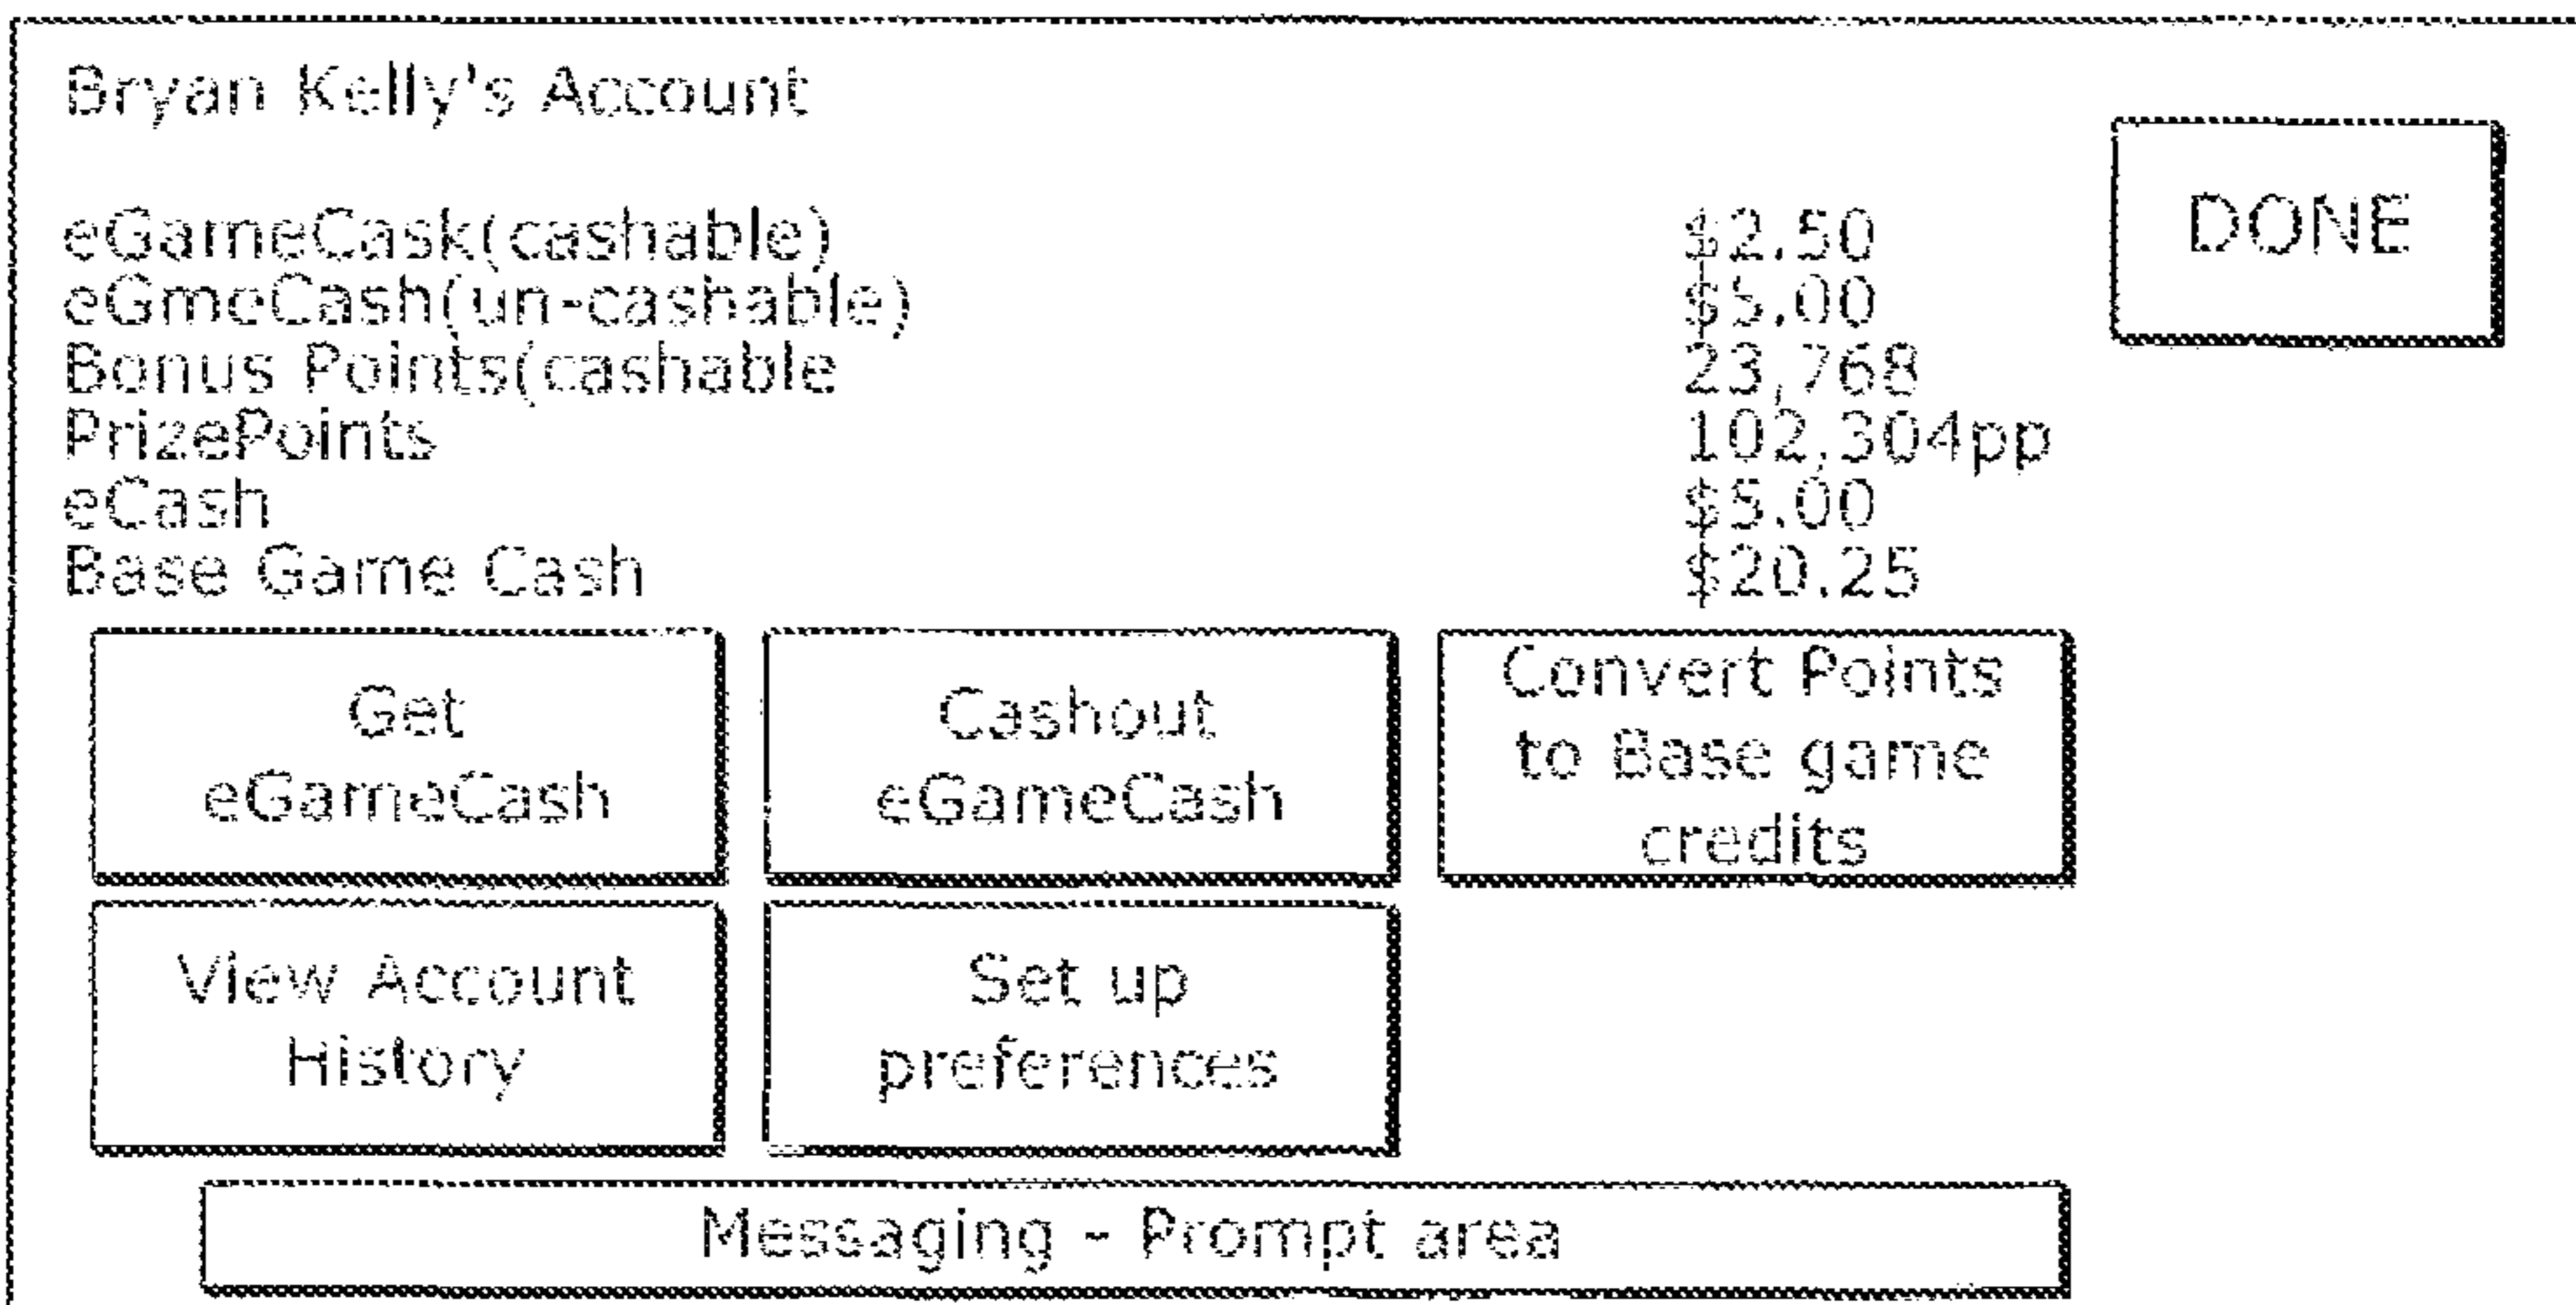 Bryan Kelly's Account
DONE
eGameCask(cashable) $2.50
eGmeCash(un-cashable) $5.00
Bonus Points(cashable 23,768
PrizePoints 102,304pp
eCash $5.00
Base Game Cash $20.25
Get
eGameCash
Cashout
eGameCash
Convert Points
to Base game
credits
View Account
History
Set up
preferences
Messaging - Prompt area